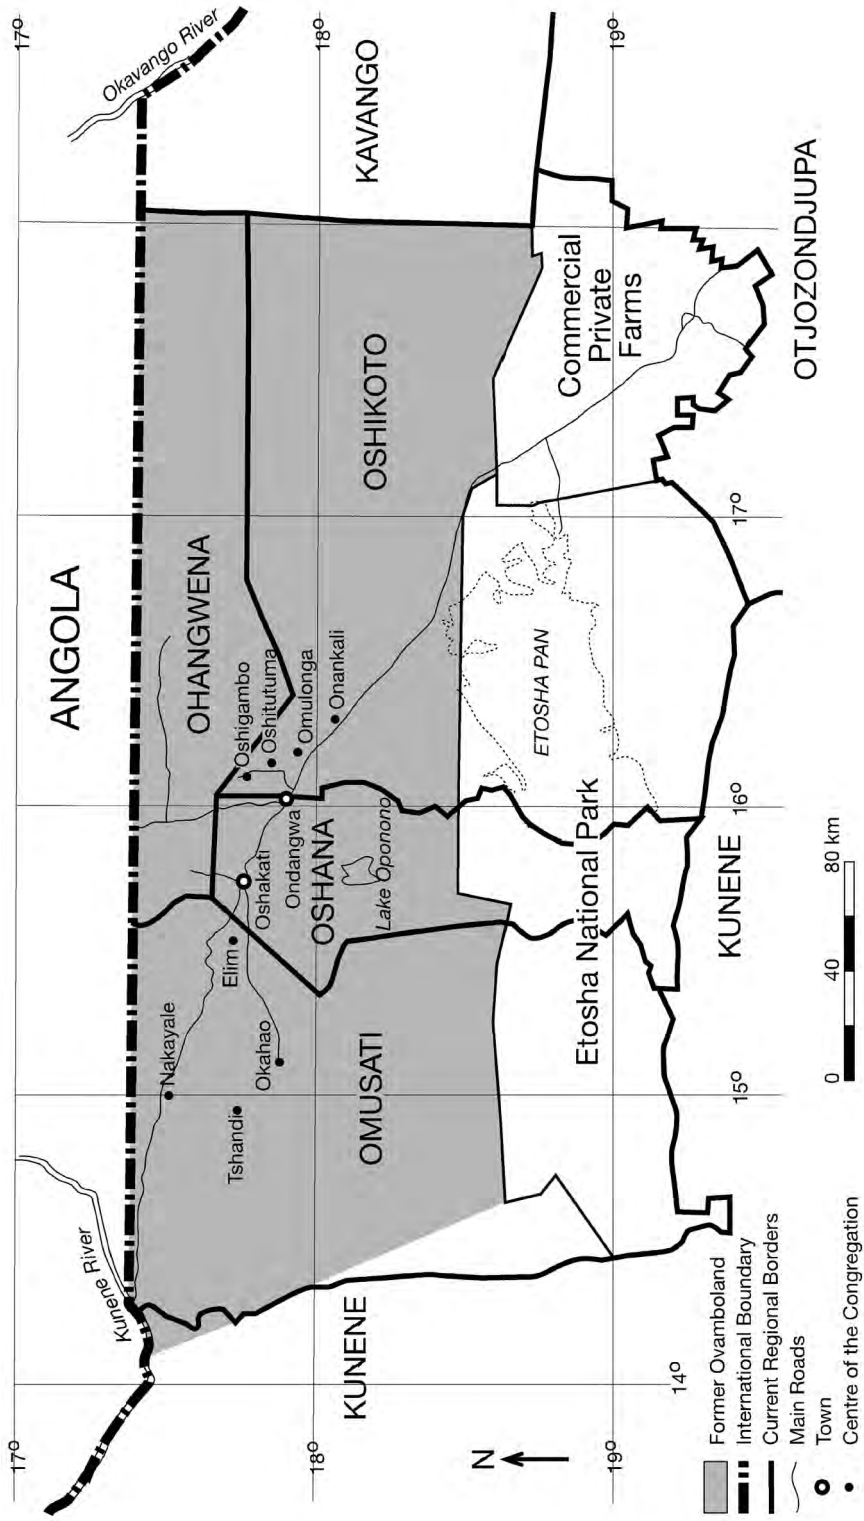 17°
18°
19°
Okavango River
ANGOLA
KAVANGO
OHANGWENA
OSHIKOTO
Commercial
Private
Farms
OTJOZONDJUPA
Oshigambo
Oshitutuma
Omulonga
Onankali
17°
ETOSHA PAN
Ondangwa
Oshakati
OSHANA
Lake Oponono
16°
Elim
Nakayale
Okahao
Tshandi
OMUSATI
Etosha National Park
KUNENE
15°
Kunene River
KUNENE
14°
17°
18°
19°
N
0 40 80 km
Former Ovamboland
International Boundary
Current Regional Borders
Main Roads
Town
Centre of the Congregation